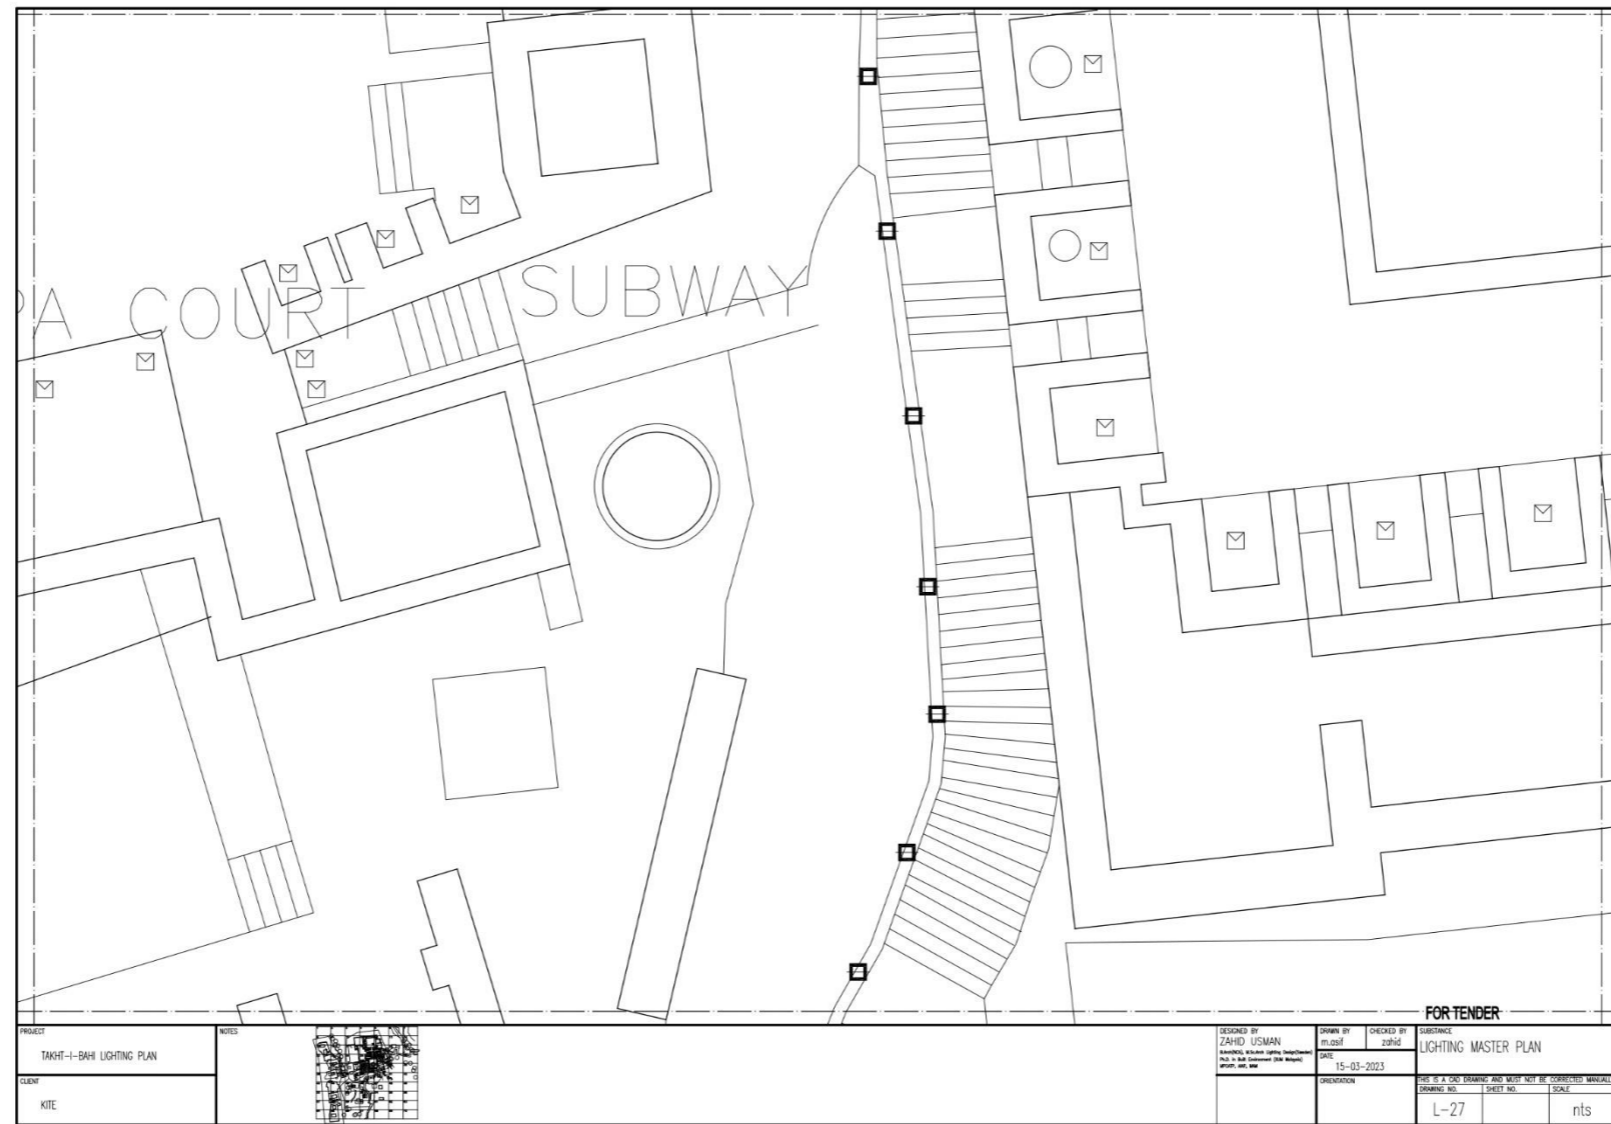 PA COURT
SUBWAY
FOR TENDER
PROJECT
TAKHT-I-BAHI LIGHTING PLAN
CLIENT
KITE
NOTES
DESIGNED BY
ZAHID USMAN
DRAWN BY
m.asif
CHECKED BY
zahid
DATE
15-03-2023
ORIENTATION
SUBSTANCE
LIGHTING MASTER PLAN
THIS IS A CAD DRAWING AND MUST NOT BE CORRECTED MANUALL
DRAWING NO.
SHEET NO.
SCALE
L-27
nts